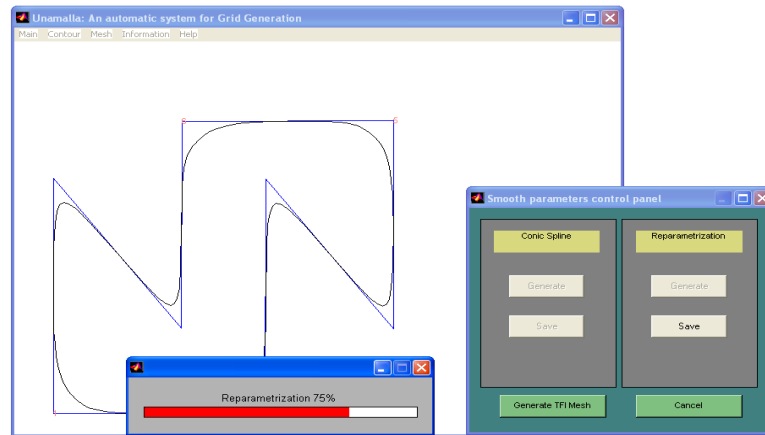 Unamalla: An automatic system for Grid Generation
Main Contour Mesh Information Help
Smooth parameters control panel
Conic Spline
Reparametrization
Generate
Generate
Save
Save
Generate TFI Mesh
Cancel
Reparametrization 75%